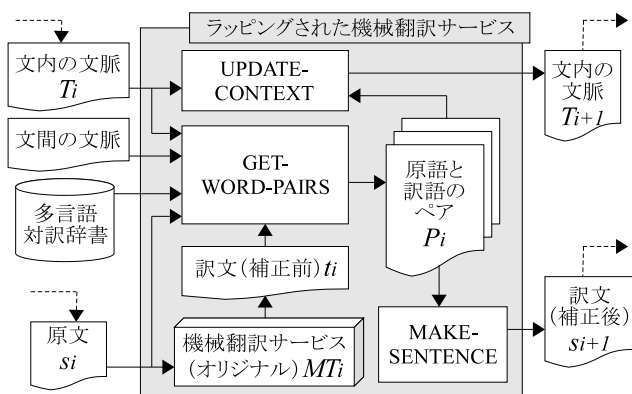 ラッピングされた機械翻訳サービス
文内の文脈
Ti
UPDATE-
CONTEXT
文内の
文脈
Ti+1
文間の文脈
GET-
WORD-PAIRS
原語と
訳語の
ペア
Pi
多言語
対訳辞書
訳文(補正前) ti
原文
si
機械翻訳サービス
(オリジナル) MTi
MAKE-
SENTENCE
訳文
(補正後)
si+1